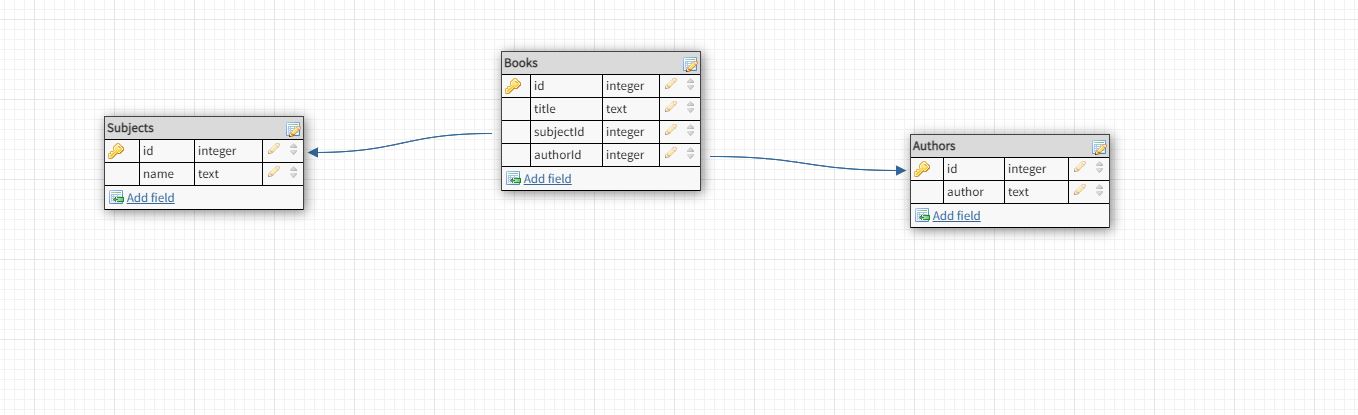 Subjects
id integer
name text
Add field
Books
id integer
title text
subjectId integer
authorId integer
Add field
Authors
id integer
author text
Add field